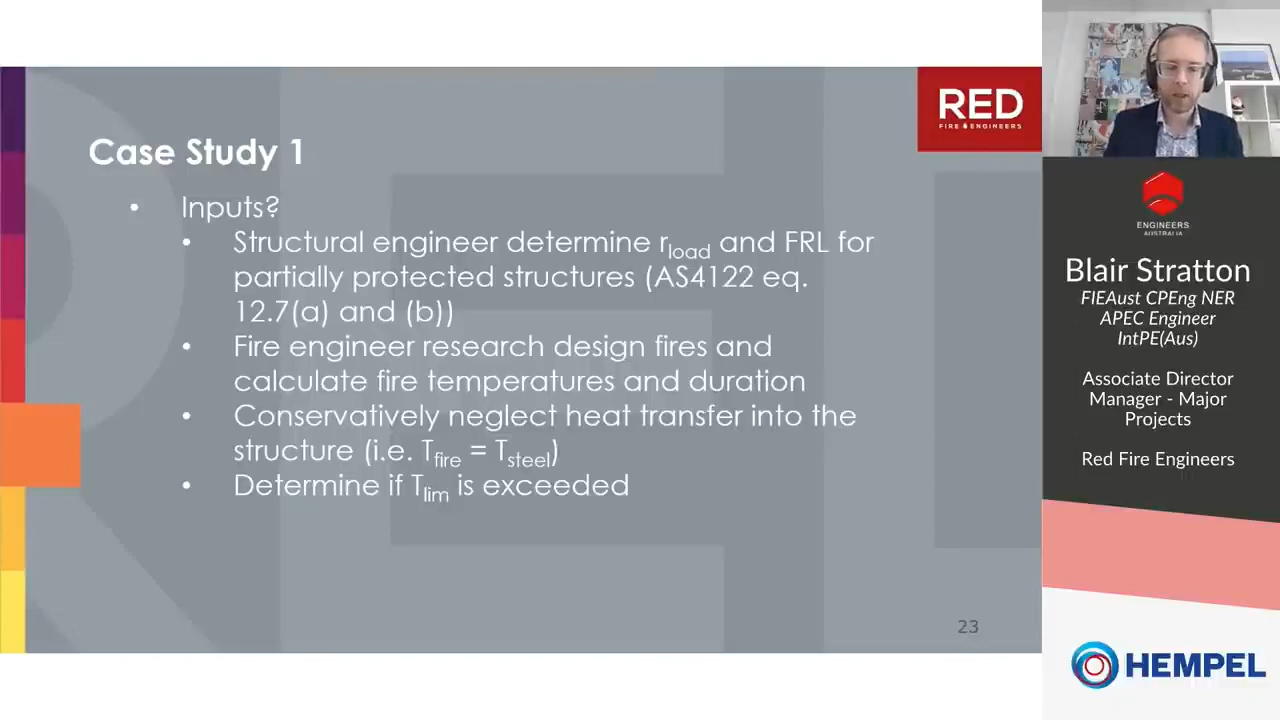 RED
FIRE ENGINEERS
Case Study 1
• Inputs?
• Structural engineer determine rload and FRL for
partially protected structures (AS4122 eq.
12.7(a) and (b))
• Fire engineer research design fires and
calculate fire temperatures and duration
• Conservatively neglect heat transfer into the
structure (i.e. Tfire = Tsteel)
• Determine if Tlim is exceeded
23
ENGINEERS
AUSTRALIA
Blair Stratton
FIEAust CPEng NER
APEC Engineer
IntPE(Aus)
Associate Director
Manager - Major
Projects
Red Fire Engineers
HEMPEL